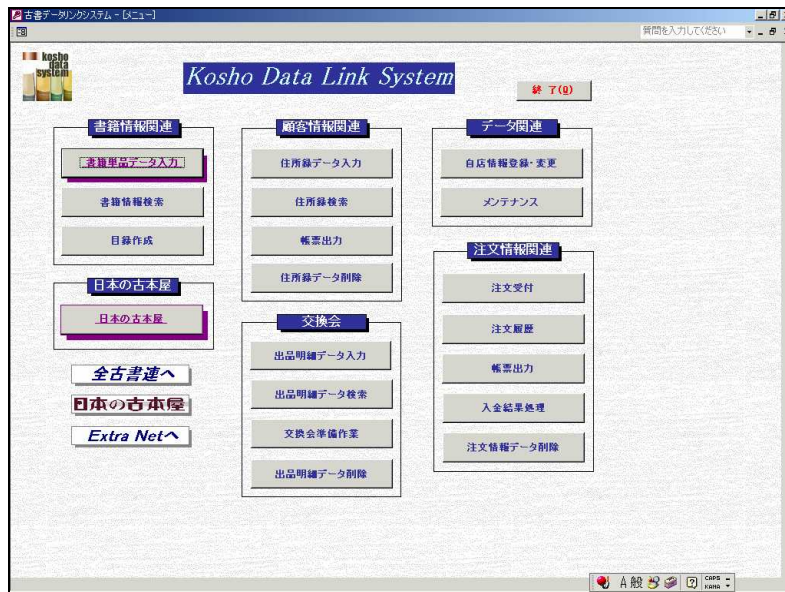 古書データリンクシステム - [メニュー]
質問を入力してください
kosho
data
system
Kosho Data Link System
終 了(Q)
書籍情報関連
書籍単品データ入力
書籍情報検索
目録作成
日本の古本屋
日本の古本屋
全古書連へ
日本の古本屋
Extra Netへ
顧客情報関連
住所録データ入力
住所録検索
帳票出力
住所録データ削除
交換会
出品明細データ入力
出品明細データ検索
交換会準備作業
出品明細データ削除
データ関連
自店情報登録・変更
メンテナンス
注文情報関連
注文受付
注文履歴
帳票出力
入金結果処理
注文情報データ削除
A 般
CAPS
KANA